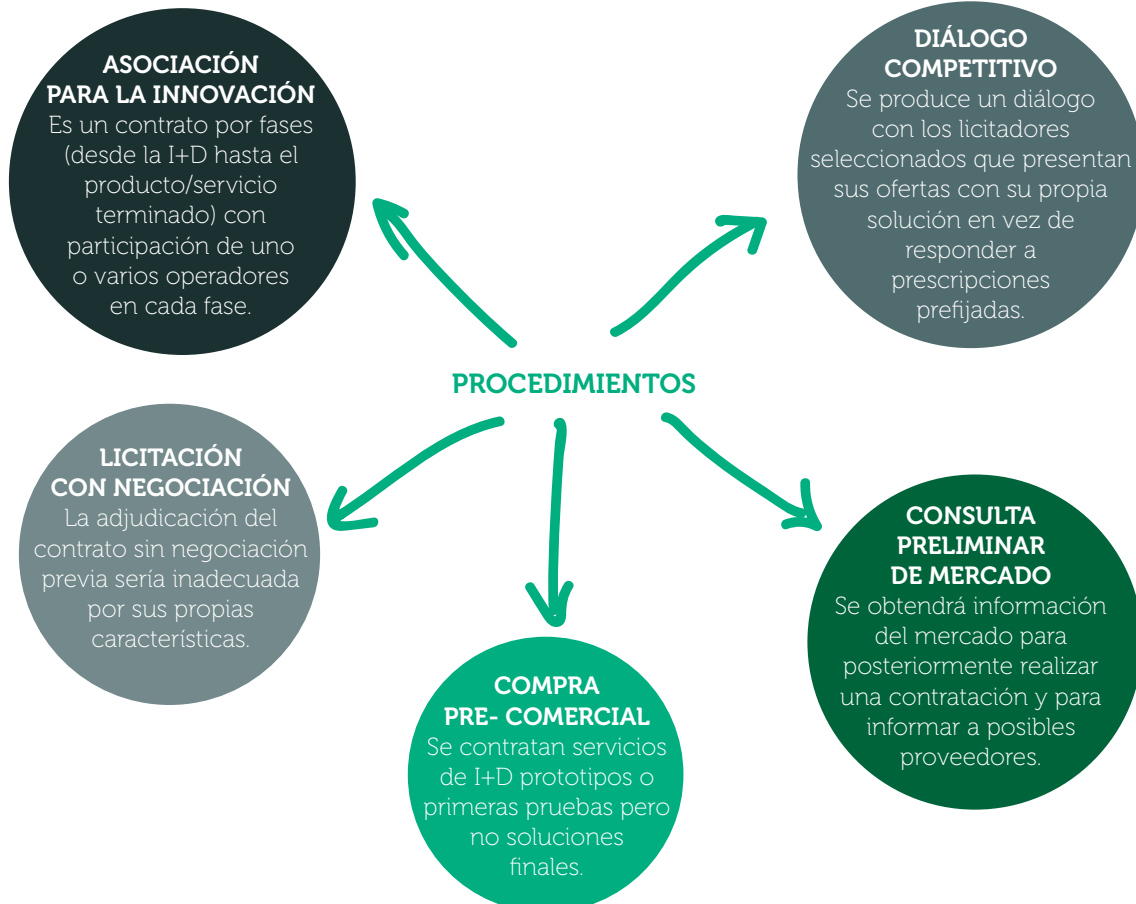 ASOCIACIÓN
PARA LA INNOVACIÓN
Es un contrato por fases
(desde la I+D hasta el
producto/servicio
terminado) con
participación de uno
o varios operadores
en cada fase.
DIÁLOGO
COMPETITIVO
Se produce un diálogo
con los licitadores
seleccionados que presentan
sus ofertas con su propia
solución en vez de
responder a
prescripciones
prefijadas.
PROCEDIMIENTOS
LICITACIÓN
CON NEGOCIACIÓN
La adjudicación del
contrato sin negociación
previa sería inadecuada
por sus propias
características.
COMPRA
PRE- COMERCIAL
Se contratan servicios
de I+D prototipos o
primeras pruebas pero
no soluciones
finales.
CONSULTA
PRELIMINAR
DE MERCADO
Se obtendrá información
del mercado para
posteriormente realizar
una contratación y para
informar a posibles
proveedores.